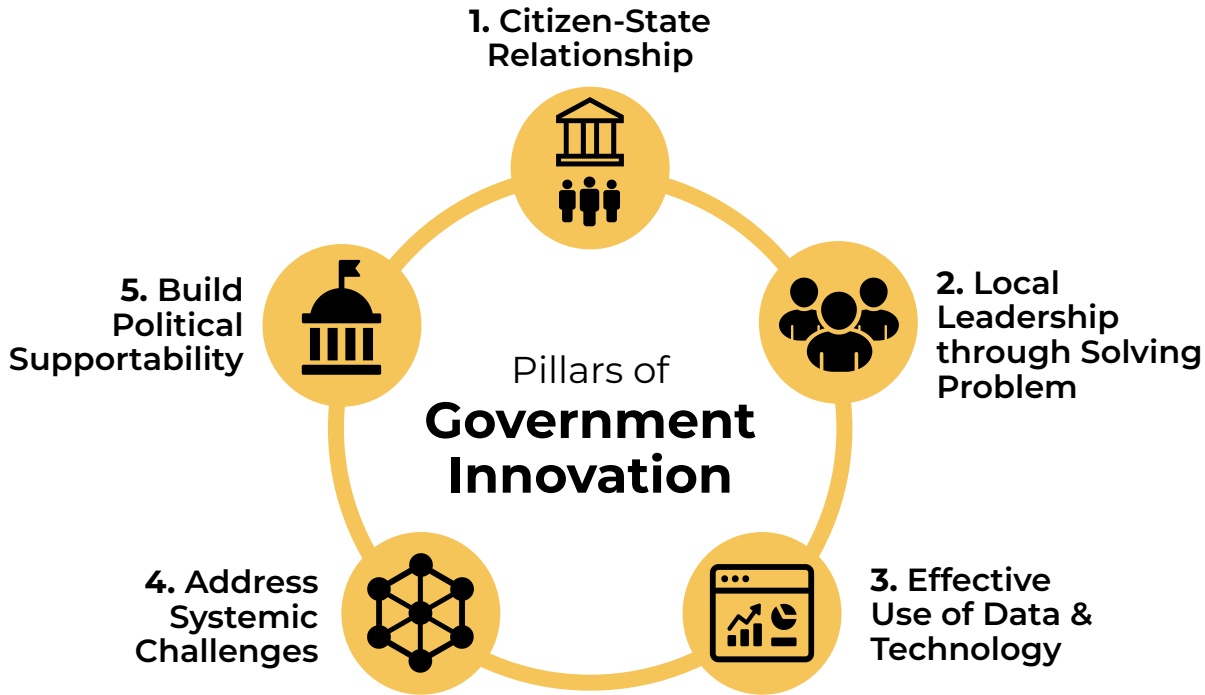 1. Citizen-State
Relationship
2. Local
Leadership
through Solving
Problem
3. Effective
Use of Data &
Technology
4. Address
Systemic
Challenges
5. Build
Political
Supportability
Pillars of
Government
Innovation